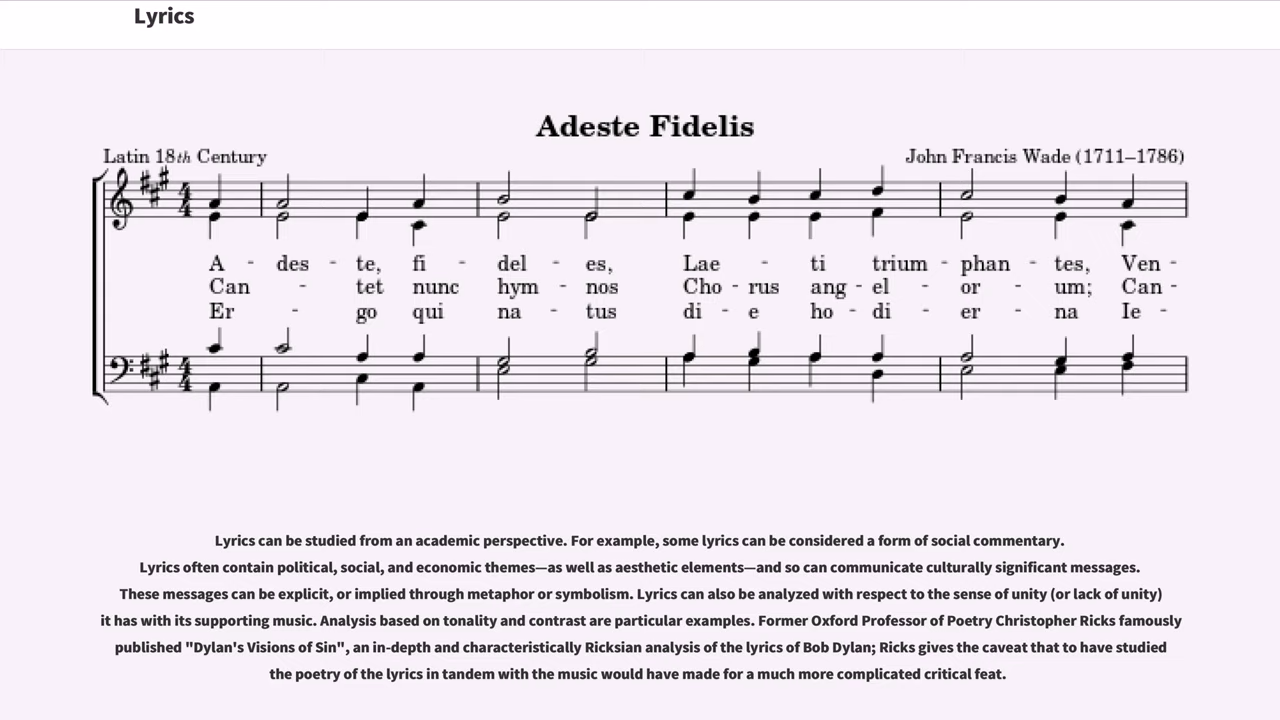 Lyrics
Adeste Fidelis
Latin 18th Century
John Francis Wade (1711–1786)
A - des - te, fi - del - es, Lae - ti trium - phan - tes, Ven -
Can - tet nunc hym - nos Cho - rus ang - el - or - um; Can -
Er - go qui na - tus di - e ho - di - er - na Ie -
Lyrics can be studied from an academic perspective. For example, some lyrics can be considered a form of social commentary.
Lyrics often contain political, social, and economic themes—as well as aesthetic elements—and so can communicate culturally significant messages.
These messages can be explicit, or implied through metaphor or symbolism. Lyrics can also be analyzed with respect to the sense of unity (or lack of unity)
it has with its supporting music. Analysis based on tonality and contrast are particular examples. Former Oxford Professor of Poetry Christopher Ricks famously
published "Dylan's Visions of Sin", an in-depth and characteristically Ricksian analysis of the lyrics of Bob Dylan; Ricks gives the caveat that to have studied
the poetry of the lyrics in tandem with the music would have made for a much more complicated critical feat.